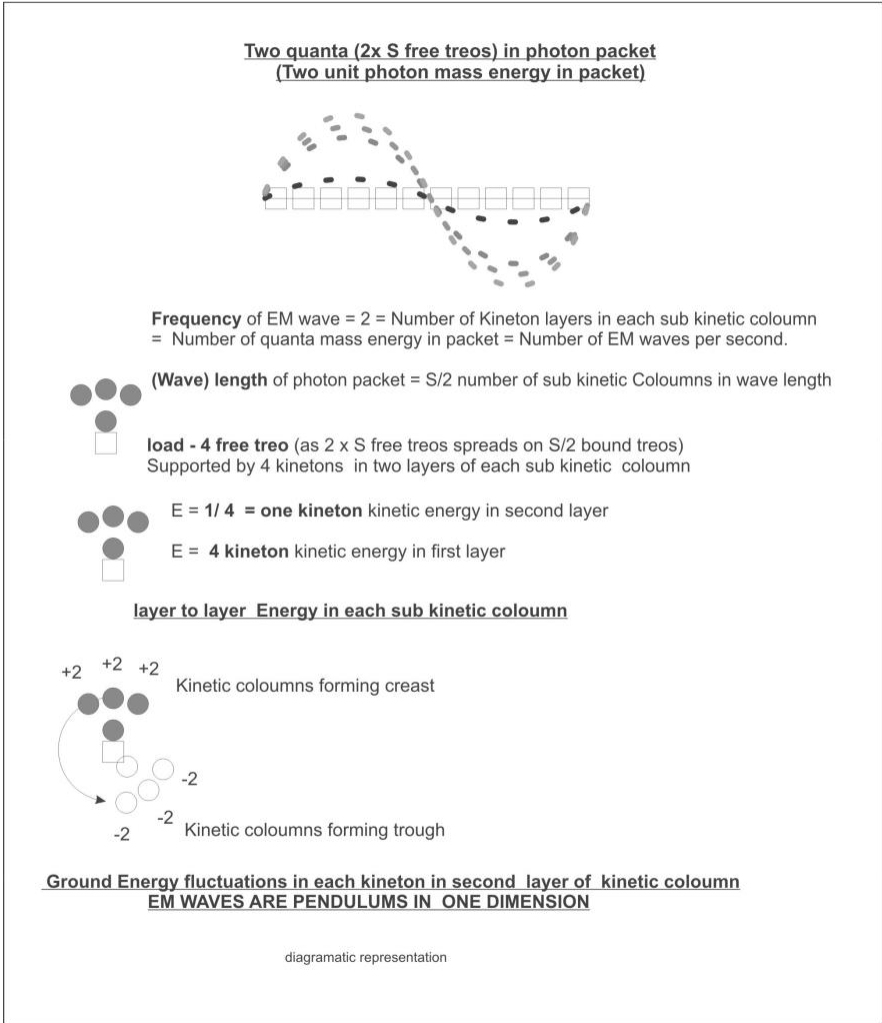 Two quanta (2x S free treos) in photon packet
(Two unit photon mass energy in packet)
Frequency of EM wave = 2 = Number of Kineton layers in each sub kinetic coloumn
= Number of quanta mass energy in packet = Number of EM waves per second.
(Wave) length of photon packet = S/2 number of sub kinetic Coloumns in wave length
load - 4 free treo (as 2 x S free treos spreads on S/2 bound treos)
Supported by 4 kinetons in two layers of each sub kinetic coloumn
E = 1/ 4 = one kineton kinetic energy in second layer
E = 4 kineton kinetic energy in first layer
layer to layer Energy in each sub kinetic coloumn
+2 +2 +2
Kinetic coloumns forming creast
-2
-2
-2
Kinetic coloumns forming trough
Ground Energy fluctuations in each kineton in second layer of kinetic coloumn
EM WAVES ARE PENDULUMS IN ONE DIMENSION
diagramatic representation